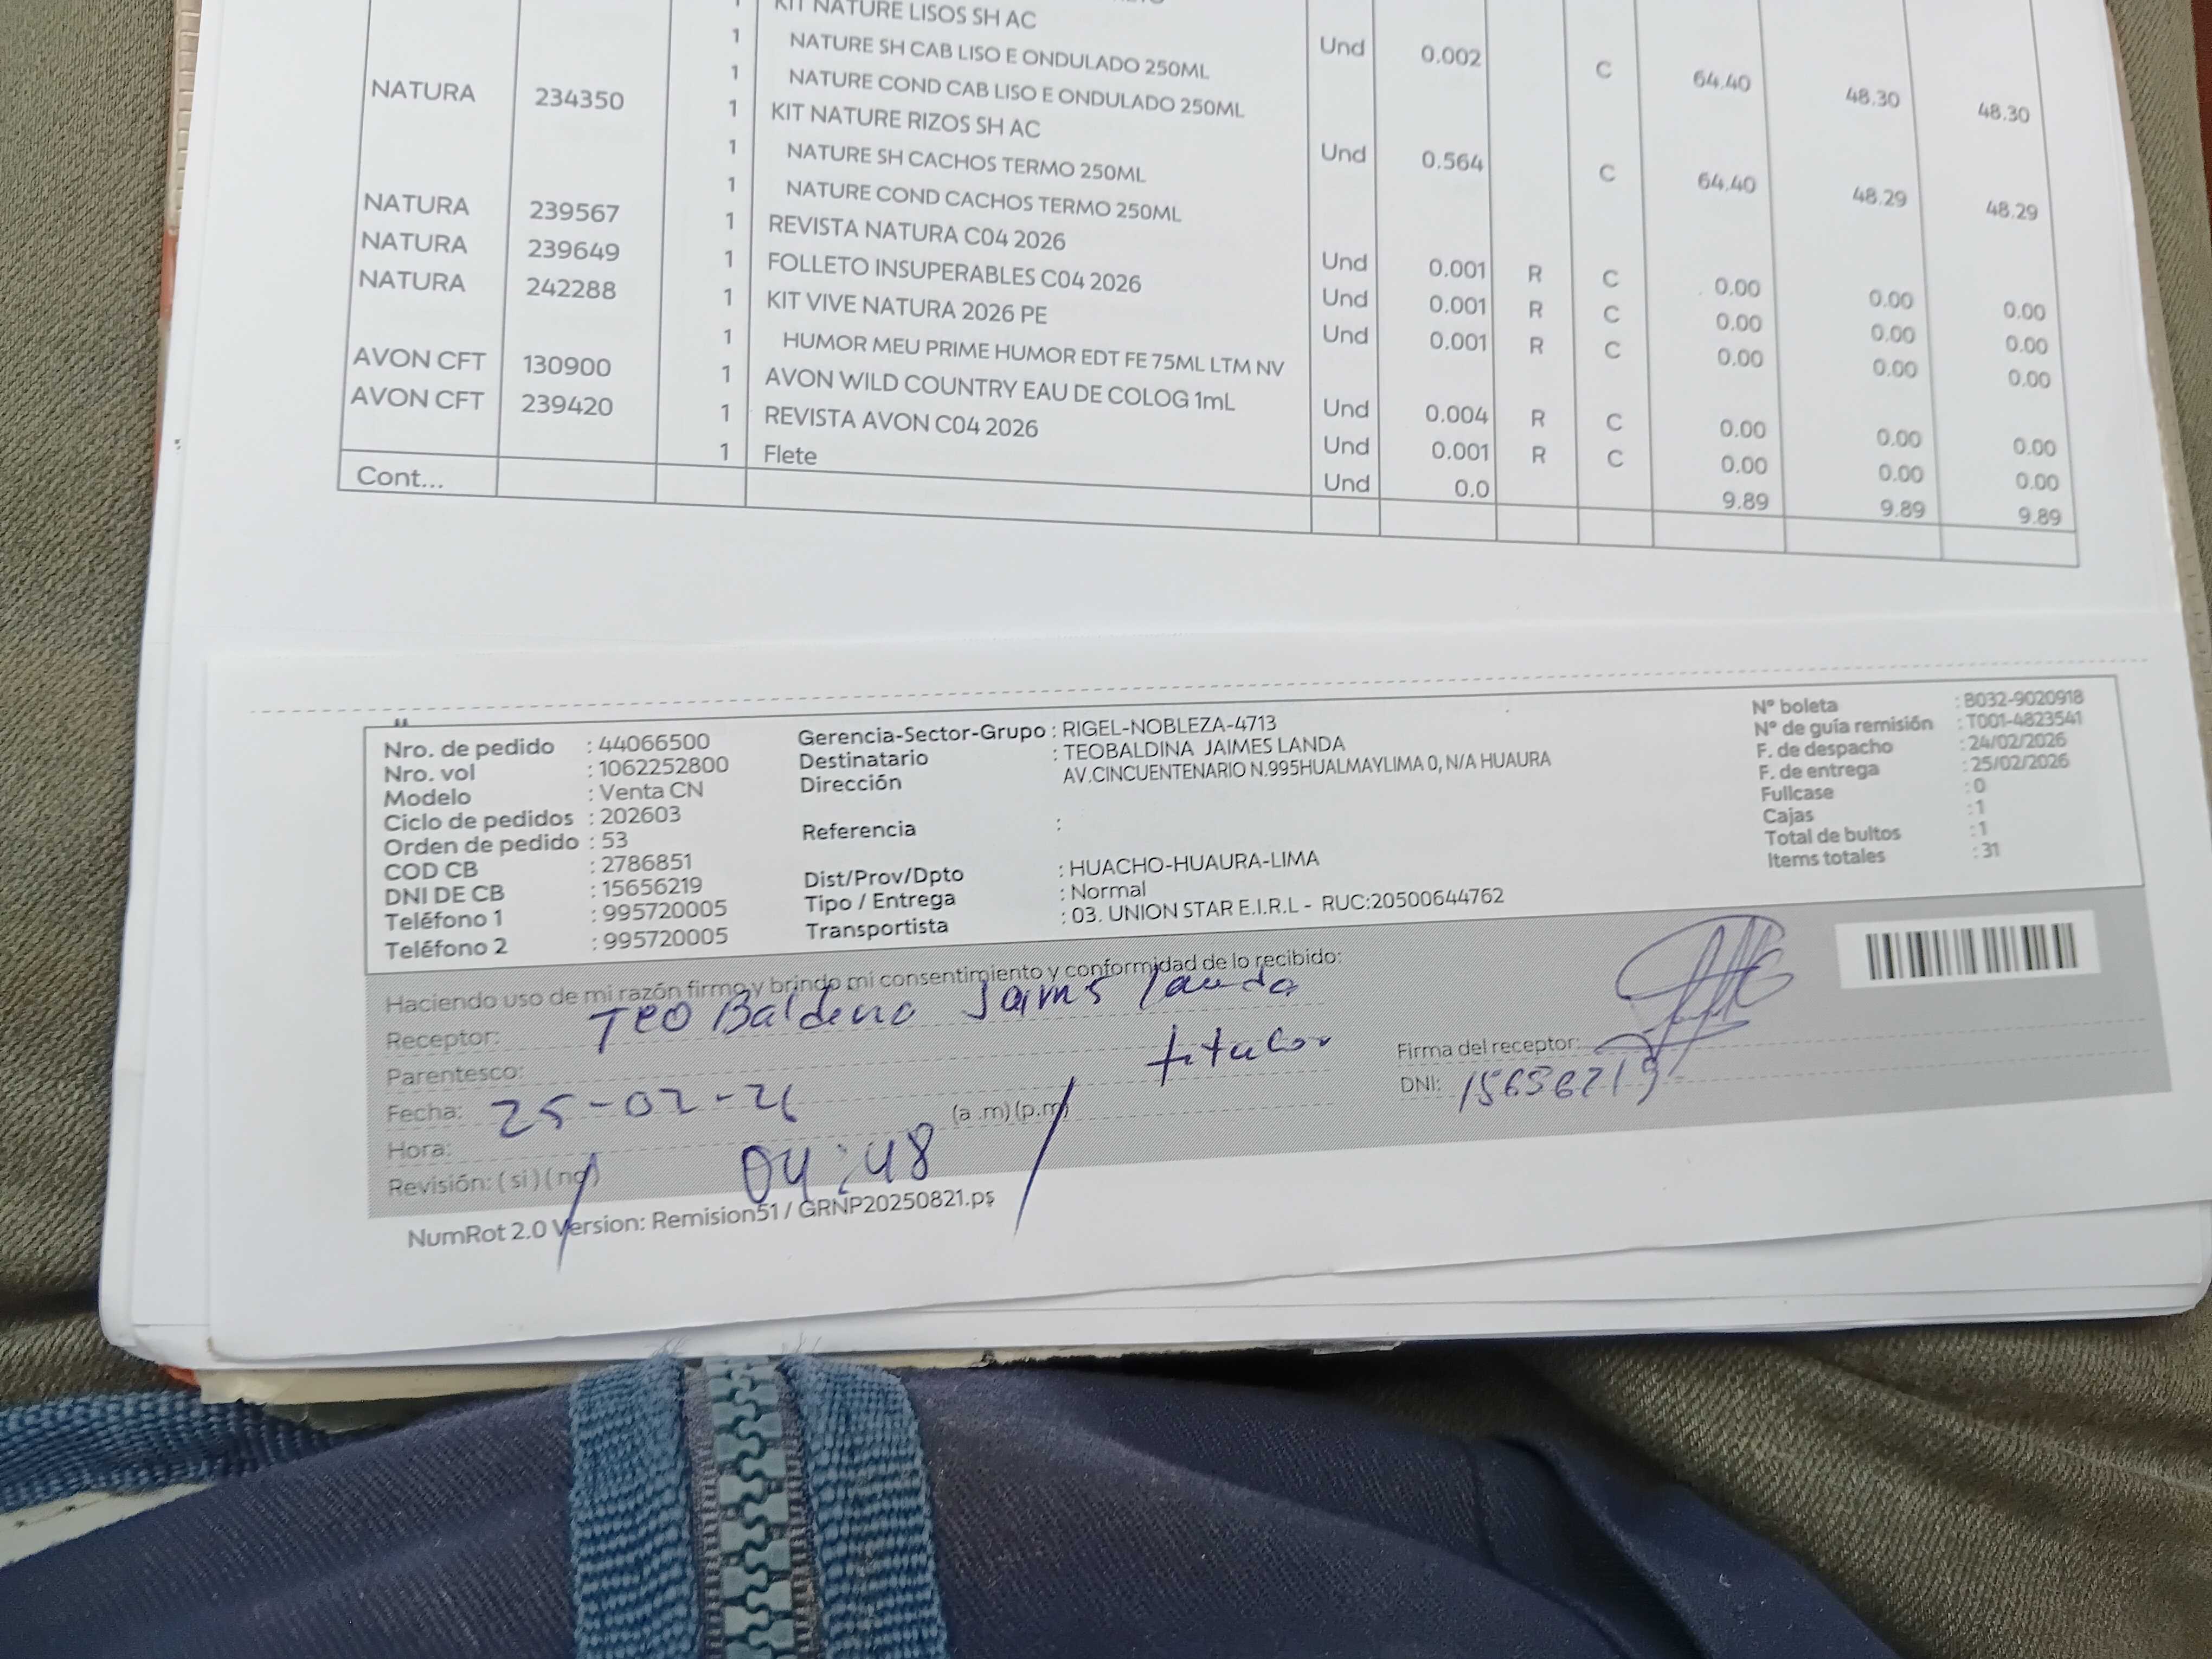 KIT NATURE LISOS SH AC
1 NATURE SH CAB LISO E ONDULADO 250ML Und 0.002 C 64.40 48.30 48.30
1 NATURE COND CAB LISO E ONDULADO 250ML
NATURA 234350 1 KIT NATURE RIZOS SH AC Und 0.564 C 64.40 48.29 48.29
1 NATURE SH CACHOS TERMO 250ML
1 NATURE COND CACHOS TERMO 250ML
NATURA 239567 1 REVISTA NATURA C04 2026 Und 0.001 R C 0.00 0.00 0.00
NATURA 239649 1 FOLLETO INSUPERABLES C04 2026 Und 0.001 R C 0.00 0.00 0.00
NATURA 242288 1 KIT VIVE NATURA 2026 PE Und 0.001 R C 0.00 0.00 0.00
1 HUMOR MEU PRIME HUMOR EDT FE 75ML LTM NV
AVON CFT 130900 1 AVON WILD COUNTRY EAU DE COLOG 1mL Und 0.004 R C 0.00 0.00 0.00
AVON CFT 239420 1 REVISTA AVON C04 2026 Und 0.001 R C 0.00 0.00 0.00
1 Flete Und 0.0 9.89 9.89 9.89
Cont...
Nro. de pedido : 44066500
Nro. vol : 1062252800
Modelo : Venta CN
Ciclo de pedidos : 202603
Orden de pedido : 53
COD CB : 2786851
DNI DE CB : 15656219
Teléfono 1 : 995720005
Teléfono 2 : 995720005
Gerencia-Sector-Grupo : RIGEL-NOBLEZA-4713
Destinatario : TEOBALDINA JAIMES LANDA
Dirección AV.CINCUENTENARIO N.995HUALMAYLIMA 0, N/A HUAURA
Referencia :
Dist/Prov/Dpto : HUACHO-HUAURA-LIMA
Tipo / Entrega : Normal
Transportista : 03. UNION STAR E.I.R.L - RUC:20500644762
N° boleta : B032-9020918
N° de guía remisión : T001-4823541
F. de despacho : 24/02/2026
F. de entrega : 25/02/2026
Fullcase : 0
Cajas : 1
Total de bultos : 1
Items totales : 31
Haciendo uso de mi razón firmo y brindo mi consentimiento y conformidad de lo recibido:
Receptor: Teo Baldeno Jaims Landa
Parentesco: titular
Fecha: 25-02-26
Hora: 04:48 (a .m) (p.m)
Revisión: ( si ) ( no )
Firma del receptor:
DNI: 15656219
NumRot 2.0 Version: Remision51 / GRNP20250821.ps